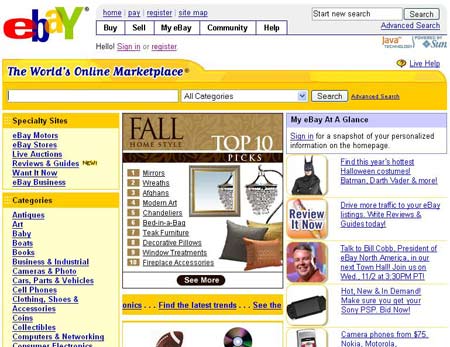 ebaY®
home | pay | register | site map
Start new search
Search
Advanced Search
Buy Sell My eBay Community Help
Hello! Sign in or register.
Java™ TECHNOLOGY
POWERED BY Sun
Live Help
The World's Online Marketplace®
All Categories
Search
Advanced Search
Specialty Sites
eBay Motors
eBay Stores
Live Auctions
Reviews & Guides NEW!
Want It Now
eBay Business
Categories
Antiques
Art
Baby
Boats
Books
Business & Industrial
Cameras & Photo
Cars, Parts & Vehicles
Cell Phones
Clothing, Shoes &
Accessories
Coins
Collectibles
Computers & Networking
Consumer Electronics
FALL
HOME STYLE
TOP 10
PICKS
1 Mirrors
2 Wreaths
3 Afghans
4 Modern Art
5 Chandeliers
6 Bed-in-a-Bag
7 Teak Furniture
8 Decorative Pillows
9 Window Treatments
10 Fireplace Accessories
See More
onics . . . Find the latest trends . . . See the
My eBay At A Glance
Sign in for a snapshot of your personalized
information on the homepage.
Find this year's hottest
Halloween costumes!
Batman, Darth Vader & more!
Review
It Now
Drive more traffic to your eBay
listings. Write Reviews &
Guides today!
Talk to Bill Cobb, President of
eBay North America, in our
next Town Hall! Join us on
Wed., 11/2 at 3:30PM PT!
Hot, New & In Demand!
Make sure you get your
Sony PSP. Bid Now!
Camera phones from $75.
Nokia, Motorola,